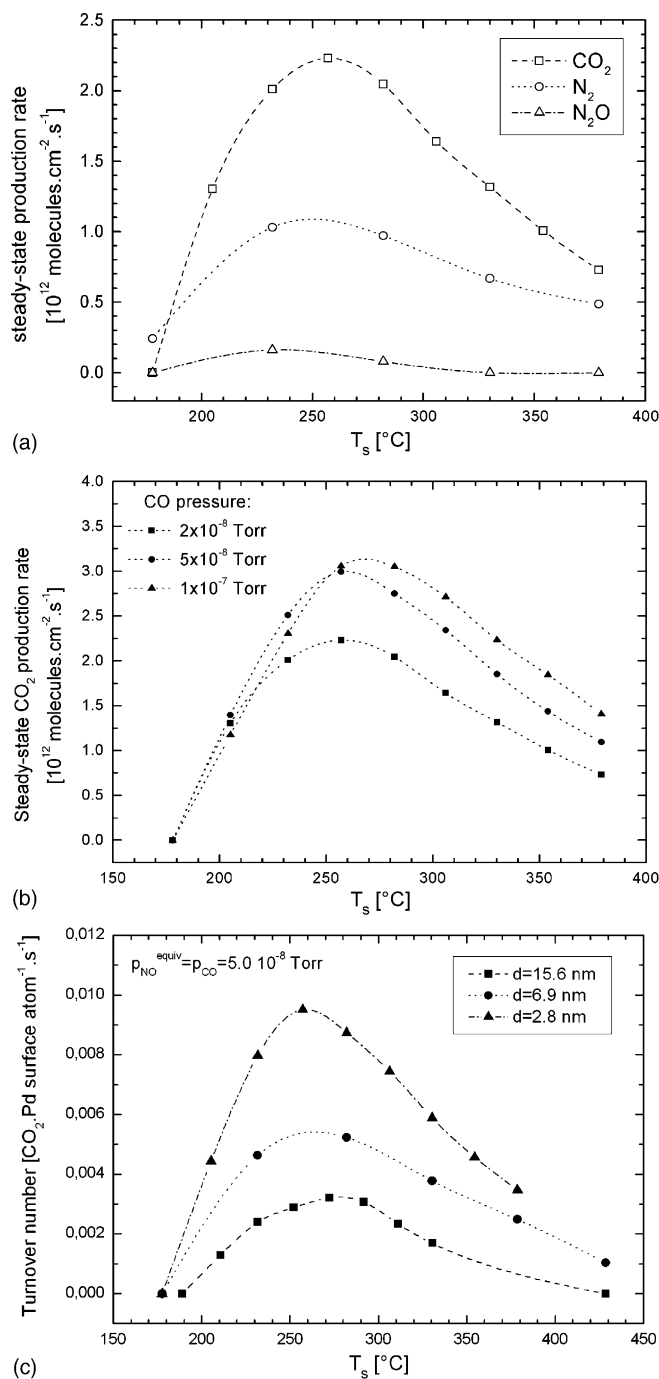 2.5
2.0
1.5
1.0
0.5
0.0
steady-state production rate
[10¹² molecules.cm⁻².s⁻¹]
CO₂
N₂
N₂O
200
250
300
350
400
Tₛ [°C]
(a)
4.0
3.5
3.0
2.5
2.0
1.5
1.0
0.5
0.0
Steady-state CO₂ production rate
[10¹² molecules.cm⁻².s⁻¹]
CO pressure:
2x10⁻⁸ Torr
5x10⁻⁸ Torr
1x10⁻⁷ Torr
150
200
250
300
350
400
Tₛ [°C]
(b)
0,012
0,010
0,008
0,006
0,004
0,002
0,000
Turnover number [CO₂.Pd surface atom⁻¹.s⁻¹]
p_NO^equiv=p_CO=5.0 10⁻⁸ Torr
d=15.6 nm
d=6.9 nm
d=2.8 nm
150
200
250
300
350
400
450
Tₛ [°C]
(c)